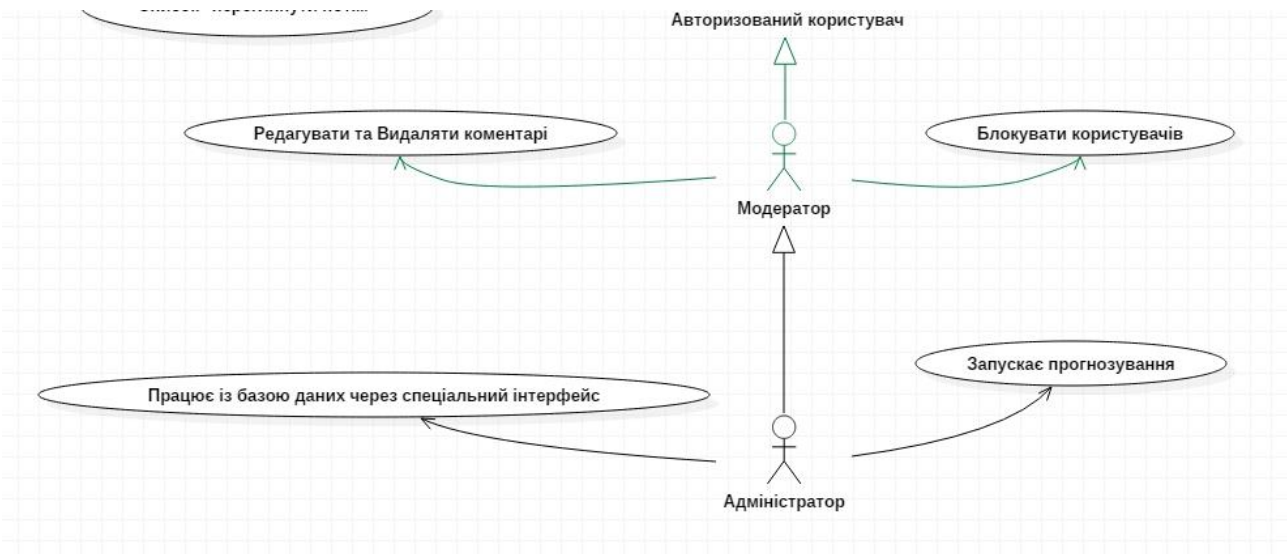 Авторизований користувач
Редагувати та Видаляти коментарі
Блокувати користувачів
Модератор
Запускає прогнозування
Працює із базою даних через спеціальний інтерфейс
Адміністратор